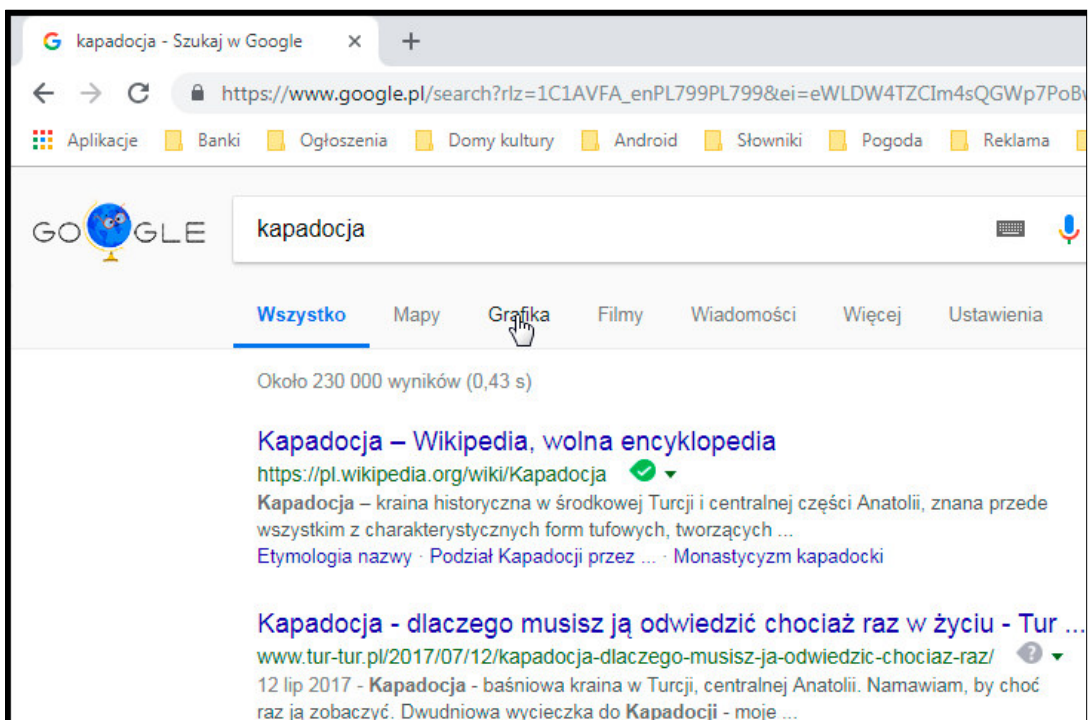 kapadocja - Szukaj w Google
https://www.google.pl/search?rlz=1C1AVFA_enPL799PL799&ei=eWLDW4TZCIm4sQGWp7PoB
Aplikacje Banki Ogłoszenia Domy kultury Android Słowniki Pogoda Reklama
GOOGLE kapadocja
Wszystko Mapy Grafika Filmy Wiadomości Więcej Ustawienia
Około 230 000 wyników (0,43 s)
Kapadocja – Wikipedia, wolna encyklopedia
https://pl.wikipedia.org/wiki/Kapadocja
Kapadocja – kraina historyczna w środkowej Turcji i centralnej części Anatolii, znana przede
wszystkim z charakterystycznych form tufowych, tworzących ...
Etymologia nazwy · Podział Kapadocji przez ... · Monastycyzm kapadocki
Kapadocja - dlaczego musisz ją odwiedzić chociaż raz w życiu - Tur ...
www.tur-tur.pl/2017/07/12/kapadocja-dlaczego-musisz-ja-odwiedzic-chociaz-raz/
12 lip 2017 - Kapadocja - baśniowa kraina w Turcji, centralnej Anatolii. Namawiam, by choć
raz ją zobaczyć. Dwudniowa wycieczka do Kapadocji - moje ...